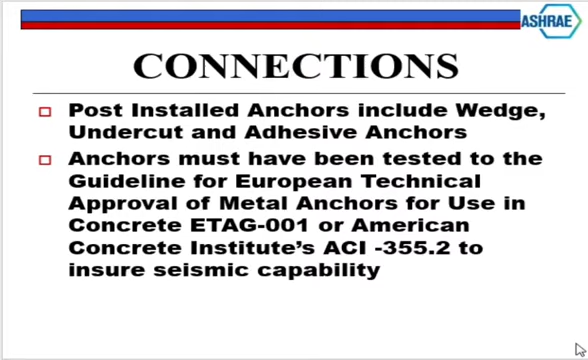 ASHRAE
CONNECTIONS
Post Installed Anchors include Wedge,
Undercut and Adhesive Anchors
Anchors must have been tested to the
Guideline for European Technical
Approval of Metal Anchors for Use in
Concrete ETAG-001 or American
Concrete Institute's ACI -355.2 to
insure seismic capability